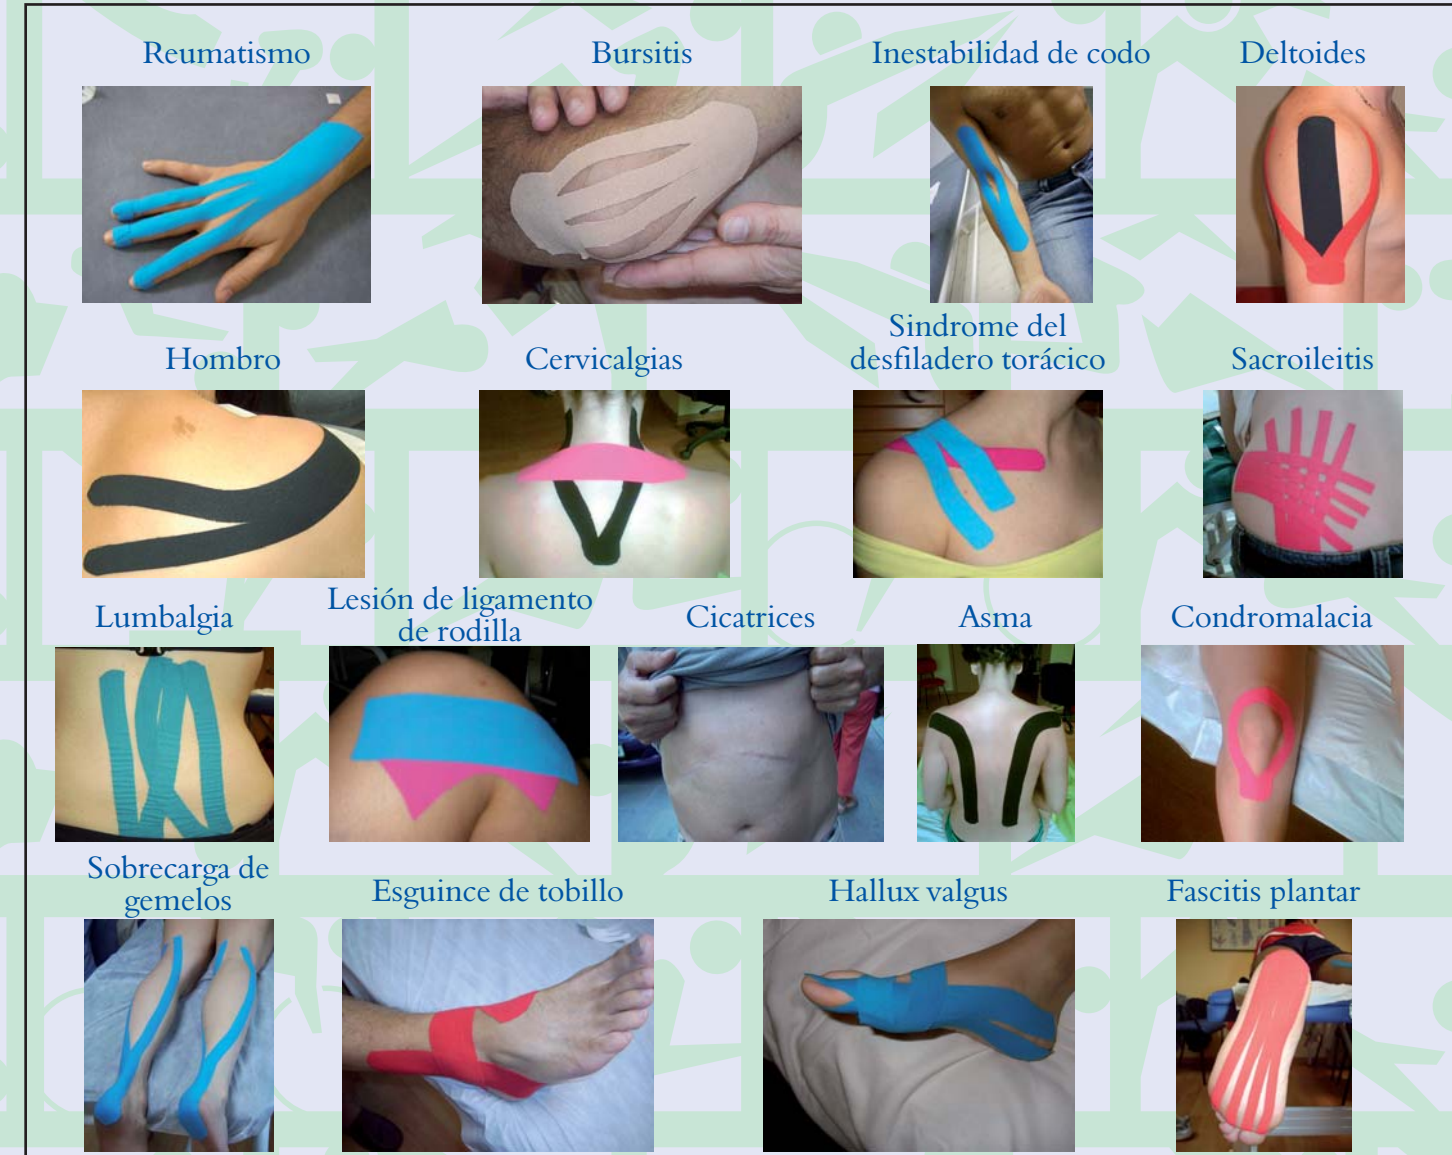 Reumatismo
Bursitis
Inestabilidad de codo
Deltoides
Hombro
Cervicalgias
Sindrome del
desfiladero torácico
Sacroileitis
Lumbalgia
Lesión de ligamento
de rodilla
Cicatrices
Asma
Condromalacia
Sobrecarga de
gemelos
Esguince de tobillo
Hallux valgus
Fascitis plantar